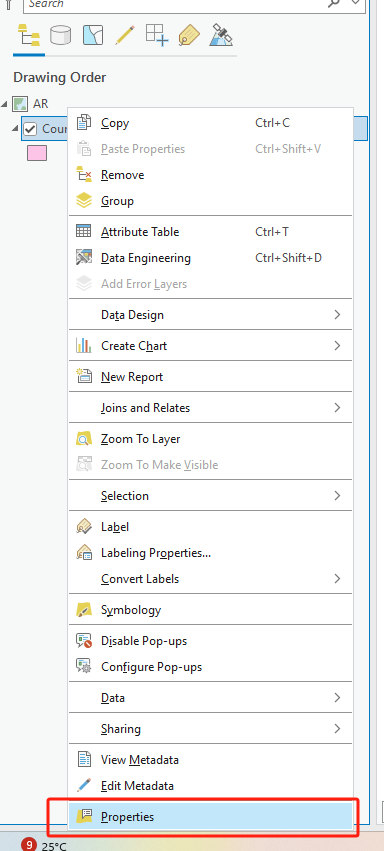 Search
Drawing Order
AR
Coun
Copy Ctrl+C
Paste Properties Ctrl+Shift+V
Remove
Group
Attribute Table Ctrl+T
Data Engineering Ctrl+Shift+D
Add Error Layers
Data Design
Create Chart
New Report
Joins and Relates
Zoom To Layer
Zoom To Make Visible
Selection
Label
Labeling Properties...
Convert Labels
Symbology
Disable Pop-ups
Configure Pop-ups
Data
Sharing
View Metadata
Edit Metadata
Properties
9 25°C